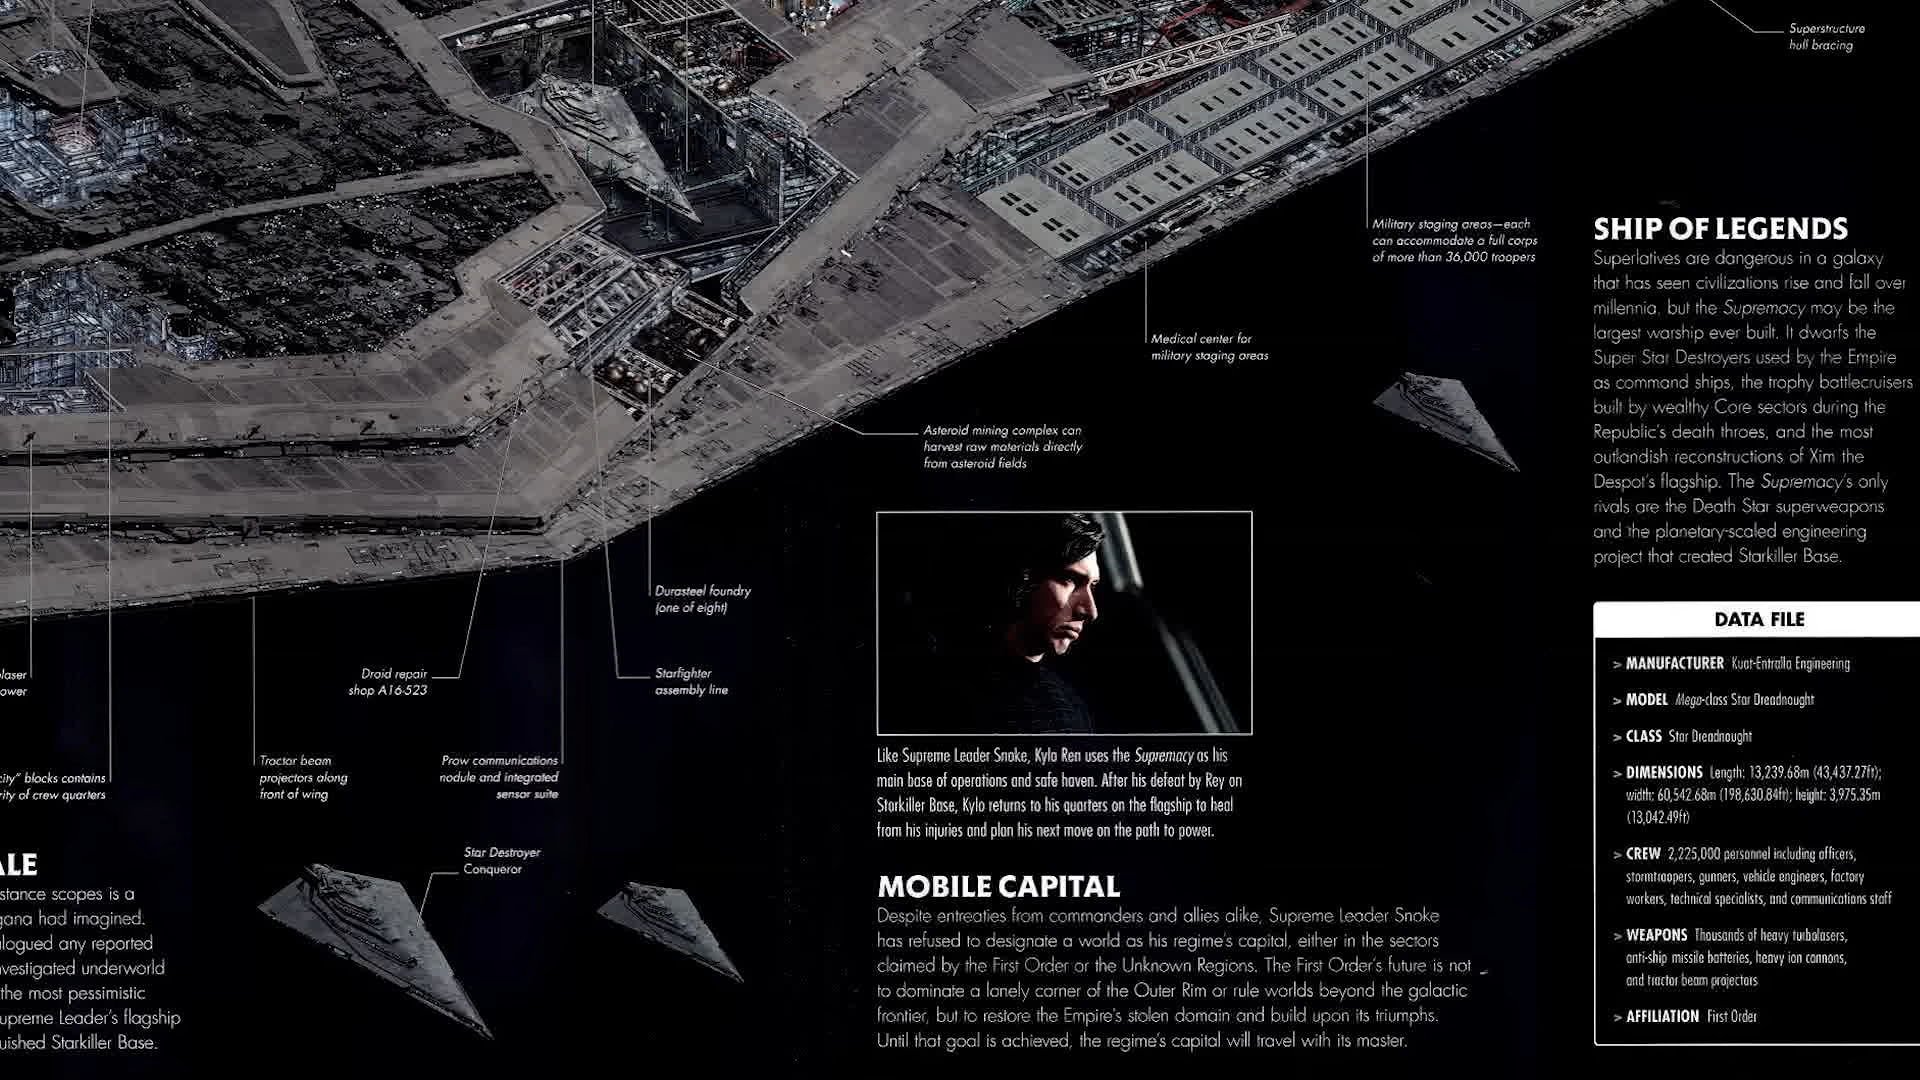 Superstructure
hull bracing
Military staging areas—each
can accommodate a full corps
of more than 36,000 troopers
Medical center for
military staging areas
Asteroid mining complex can
harvest raw materials directly
from asteroid fields
Durasteel foundry
(one of eight)
Starfighter
assembly line
Droid repair
shop A16-523
Prow communications
nodule and integrated
sensor suite
Tractor beam
projectors along
front of wing
city" blocks contains
rity of crew quarters
laser
ower
Star Destroyer
Conqueror
ALE
stance scopes is a
gana had imagined.
alogued any reported
nvestigated underworld
the most pessimistic
upreme Leader's flagship
uished Starkiller Base.
Like Supreme Leader Snoke, Kylo Ren uses the Supremacy as his
main base of operations and safe haven. After his defeat by Rey on
Starkiller Base, Kylo returns to his quarters on the flagship to heal
from his injuries and plan his next move on the path to power.
MOBILE CAPITAL
Despite entreaties from commanders and allies alike, Supreme Leader Snoke
has refused to designate a world as his regime's capital, either in the sectors
claimed by the First Order or the Unknown Regions. The First Order's future is not
to dominate a lonely corner of the Outer Rim or rule worlds beyond the galactic
frontier, but to restore the Empire's stolen domain and build upon its triumphs.
Until that goal is achieved, the regime's capital will travel with its master.
SHIP OF LEGENDS
Superlatives are dangerous in a galaxy
that has seen civilizations rise and fall over
millennia, but the Supremacy may be the
largest warship ever built. It dwarfs the
Super Star Destroyers used by the Empire
as command ships, the trophy battlecruisers
built by wealthy Core sectors during the
Republic's death throes, and the most
outlandish reconstructions of Xim the
Despot's flagship. The Supremacy's only
rivals are the Death Star superweapons
and the planetary-scaled engineering
project that created Starkiller Base.
DATA FILE
> MANUFACTURER Kuat-Entralla Engineering
> MODEL Mega-class Star Dreadnought
> CLASS Star Dreadnought
> DIMENSIONS Length: 13,239.68m (43,437.27ft);
width: 60,542.68m (198,630.84ft); height: 3,975.35m
(13,042.49ft)
> CREW 2,225,000 personnel including officers,
stormtroopers, gunners, vehicle engineers, factory
workers, technical specialists, and communications staff
> WEAPONS Thousands of heavy turbolasers,
anti-ship missile batteries, heavy ion cannons,
and tractor beam projectors
> AFFILIATION First Order